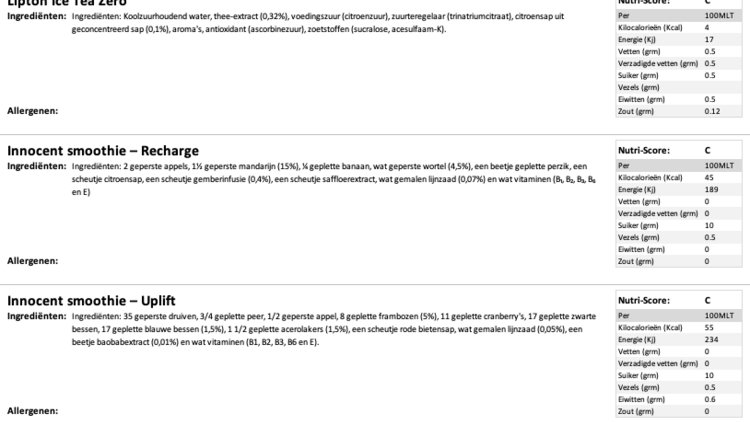 Lipton Ice Tea Zero
Nutri-Score: C
Ingrediënten: Ingrediënten: Koolzuurhoudend water, thee-extract (0,32%), voedingszuur (citroenzuur), zuurteregelaar (trinatriumcitraat), citroensap uit
geconcentreerd sap (0,1%), aroma's, antioxidant (ascorbinezuur), zoetstoffen (sucralose, acesulfaam-K).
Per 100MLT
Kilocalorieën (Kcal) 4
Energie (Kj) 17
Vetten (grm) 0.5
Verzadigde vetten (grm) 0.5
Suiker (grm) 0.5
Vezels (grm)
Eiwitten (grm) 0.5
Zout (grm) 0.12
Allergenen:
Innocent smoothie – Recharge
Nutri-Score: C
Ingrediënten: Ingrediënten: 2 geperste appels, 1½ geperste mandarijn (15%), ¼ geplette banaan, wat geperste wortel (4,5%), een beetje geplette perzik, een
scheutje citroensap, een scheutje gemberinfusie (0,4%), een scheutje saffloerextract, wat gemalen lijnzaad (0,07%) en wat vitaminen (B₁, B₂, B₃, B₆
en E)
Per 100MLT
Kilocalorieën (Kcal) 45
Energie (Kj) 189
Vetten (grm) 0
Verzadigde vetten (grm) 0
Suiker (grm) 10
Vezels (grm) 0.5
Eiwitten (grm) 0
Zout (grm) 0
Allergenen:
Innocent smoothie – Uplift
Nutri-Score: C
Ingrediënten: Ingrediënten: 35 geperste druiven, 3/4 geplette peer, 1/2 geperste appel, 8 geplette frambozen (5%), 11 geplette cranberry's, 17 geplette zwarte
bessen, 17 geplette blauwe bessen (1,5%), 1 1/2 geplette acerolakers (1,5%), een scheutje rode bietensap, wat gemalen lijnzaad (0,05%), een
beetje baobabextract (0,01%) en wat vitaminen (B1, B2, B3, B6 en E).
Per 100MLT
Kilocalorieën (Kcal) 55
Energie (Kj) 234
Vetten (grm) 0
Verzadigde vetten (grm) 0
Suiker (grm) 10
Vezels (grm) 0.5
Eiwitten (grm) 0.6
Zout (grm) 0
Allergenen: